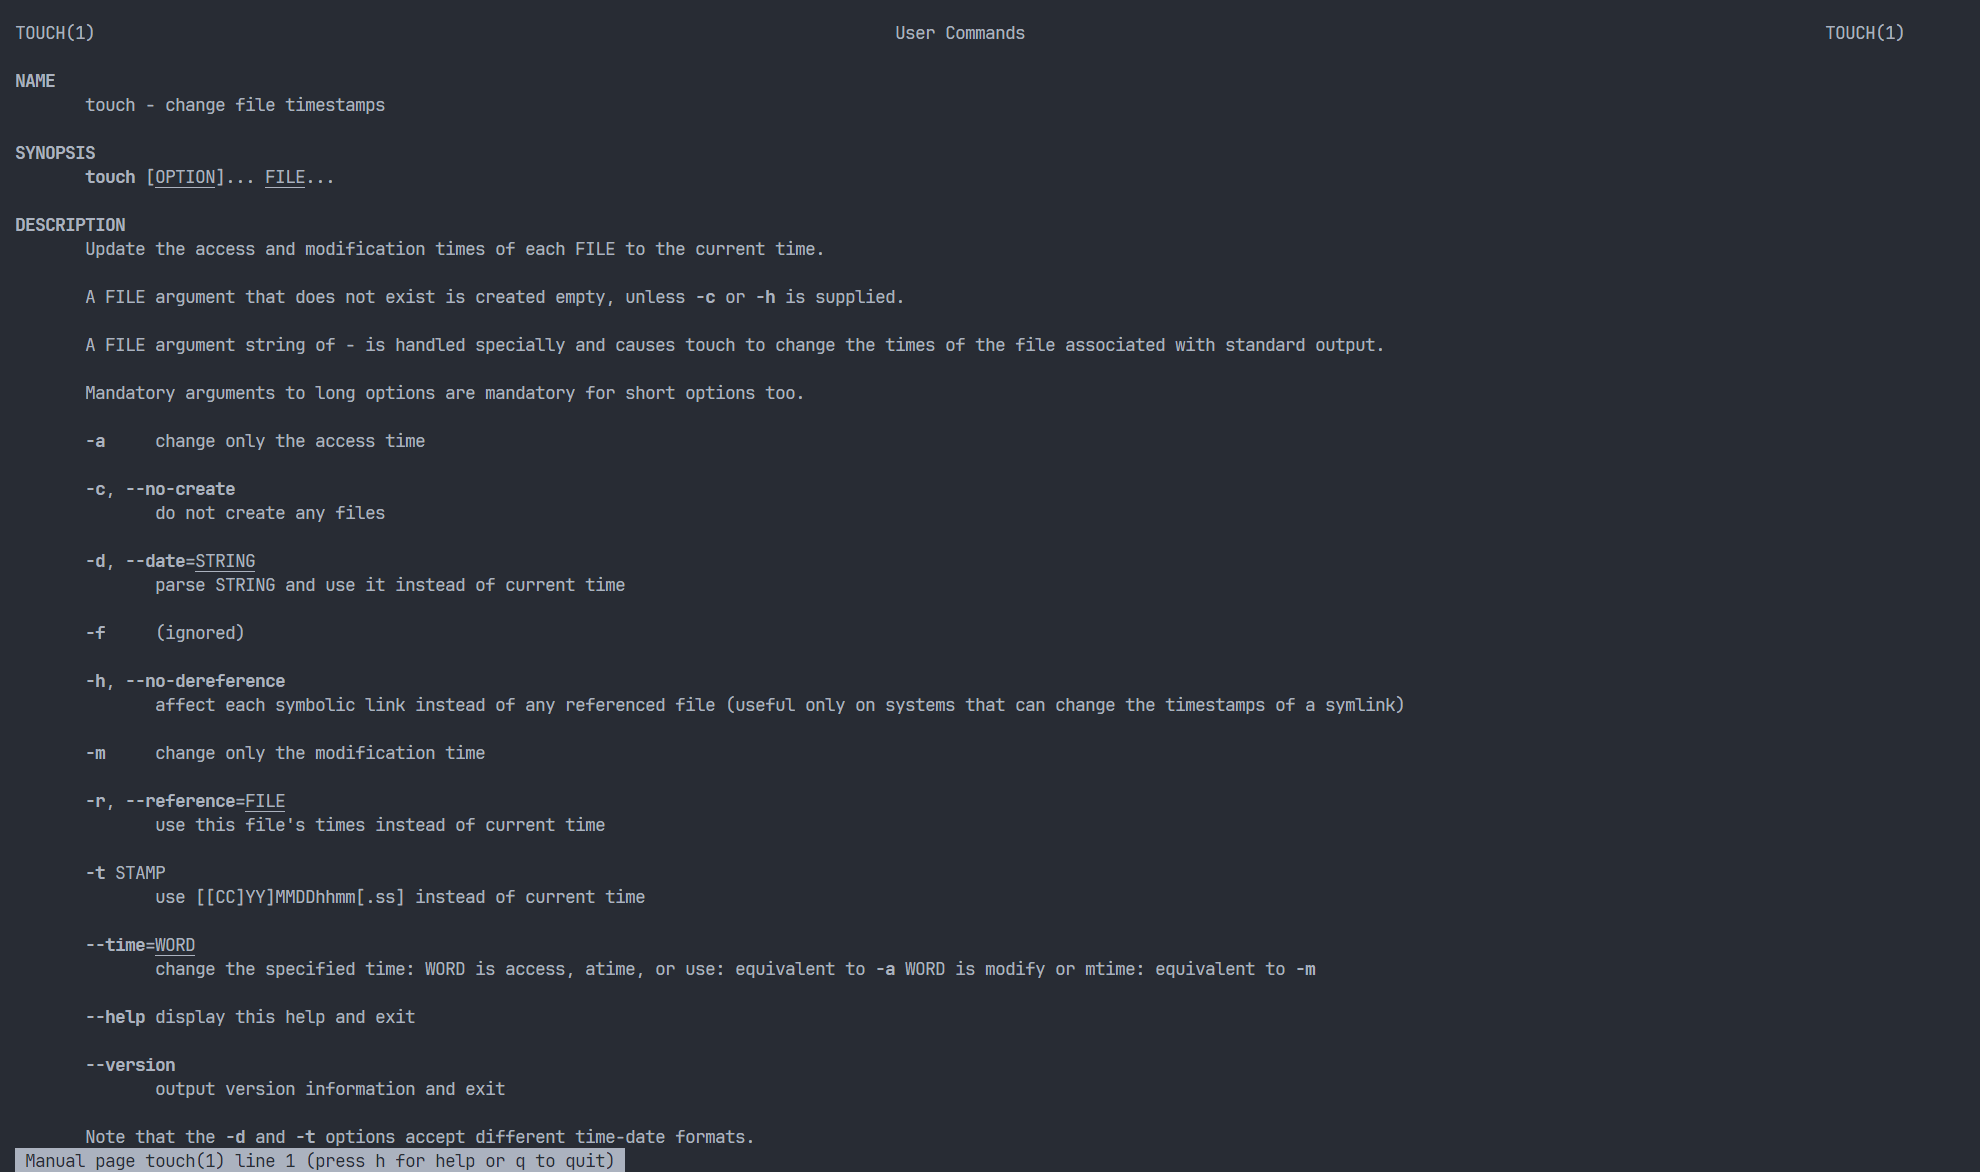 TOUCH(1) User Commands TOUCH(1)
NAME
touch - change file timestamps
SYNOPSIS
touch [OPTION]... FILE...
DESCRIPTION
Update the access and modification times of each FILE to the current time.
A FILE argument that does not exist is created empty, unless -c or -h is supplied.
A FILE argument string of - is handled specially and causes touch to change the times of the file associated with standard output.
Mandatory arguments to long options are mandatory for short options too.
-a change only the access time
-c, --no-create
do not create any files
-d, --date=STRING
parse STRING and use it instead of current time
-f (ignored)
-h, --no-dereference
affect each symbolic link instead of any referenced file (useful only on systems that can change the timestamps of a symlink)
-m change only the modification time
-r, --reference=FILE
use this file's times instead of current time
-t STAMP
use [[CC]YY]MMDDhhmm[.ss] instead of current time
--time=WORD
change the specified time: WORD is access, atime, or use: equivalent to -a WORD is modify or mtime: equivalent to -m
--help display this help and exit
--version
output version information and exit
Note that the -d and -t options accept different time-date formats.
Manual page touch(1) line 1 (press h for help or q to quit)